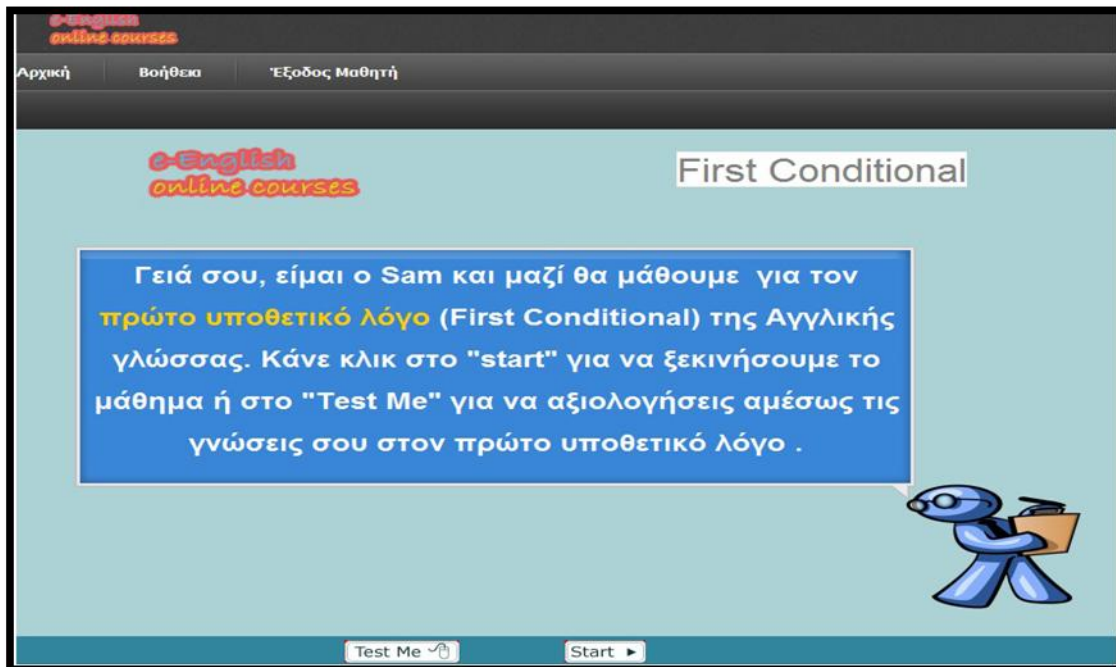 e-English
online courses
Αρχική Βοήθεια Έξοδος Μαθητή
e-English
online courses
First Conditional
Γειά σου, είμαι ο Sam και μαζί θα μάθουμε για τον
πρώτο υποθετικό λόγο (First Conditional) της Αγγλικής
γλώσσας. Κάνε κλικ στο "start" για να ξεκινήσουμε το
μάθημα ή στο "Test Me" για να αξιολογήσεις αμέσως τις
γνώσεις σου στον πρώτο υποθετικό λόγο .
Test Me Start